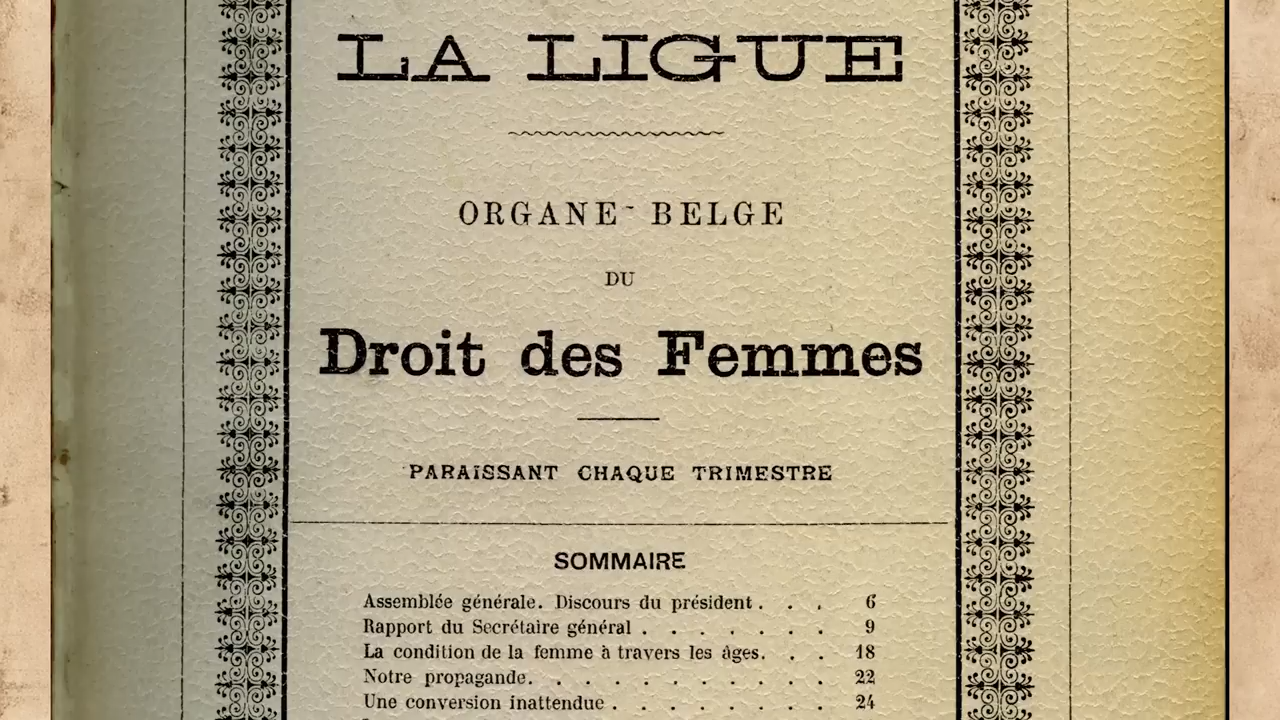 LA LIGUE
ORGANE BELGE
DU
Droit des Femmes
PARAISSANT CHAQUE TRIMESTRE
SOMMAIRE
Assemblée générale. Discours du président . . . 6
Rapport du Secrétaire général . . . . . . . 9
La condition de la femme à travers les âges. . . 18
Notre propagande. . . . . . . . . . . 22
Une conversion inattendue . . . . . . . . 24